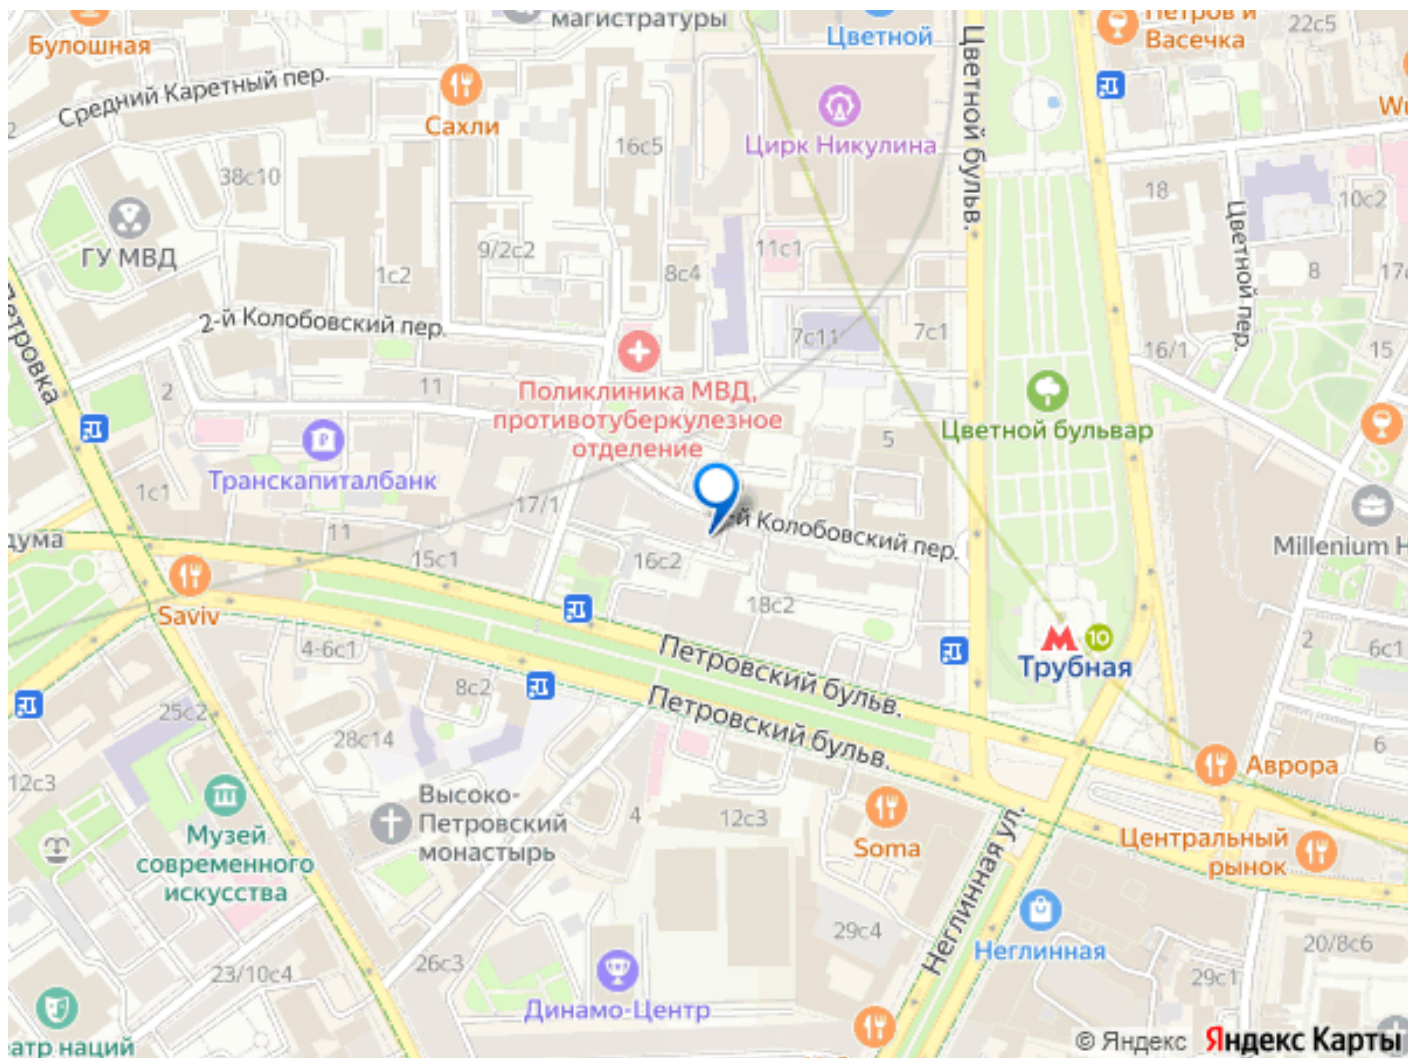 магистратуры
Петров и
Васечка
22с5
Булошная
Цветной
Средний Каретный пер.
Сахли
Цветной бульв.
Цирк Никулина
16с5
38с10
18
10с2
ГУ МВД
9/2с2
11с1
1с2
8с4
8
Цветной пер.
2-й Колобовский пер.
7с11
7с1
16/1
15
Петровка
2
11
Поликлиника МВД,
противотуберкулезное
отделение
5
Цветной бульвар
Транскапиталбанк
1с1
17/1
11
15с1
16с2
-й Колобовский пер.
Millenium H
Saviv
18с2
4-6с1
8с2
Петровский бульв.
Петровский бульв.
10
Трубная
2
6с1
25с2
28с14
12с3
6
Аврора
Высоко-
Петровский
монастырь
4
12с3
Soma
Музей
современного
искусства
Центральный
рынок
Неглинная ул.
29с4
Неглинная
20/8с6
23/10с4
26с3
29с1
Динамо-Центр
атр наций
© Яндекс Яндекс Карты